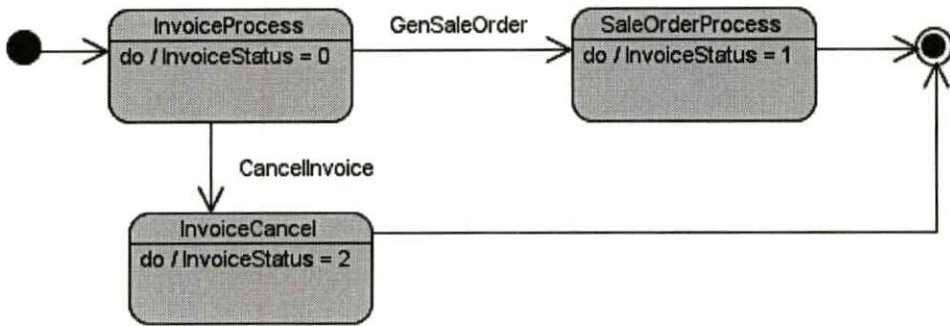 InvoiceProcess
do / InvoiceStatus = 0
GenSaleOrder
SaleOrderProcess
do / InvoiceStatus = 1
CancelInvoice
InvoiceCancel
do / InvoiceStatus = 2